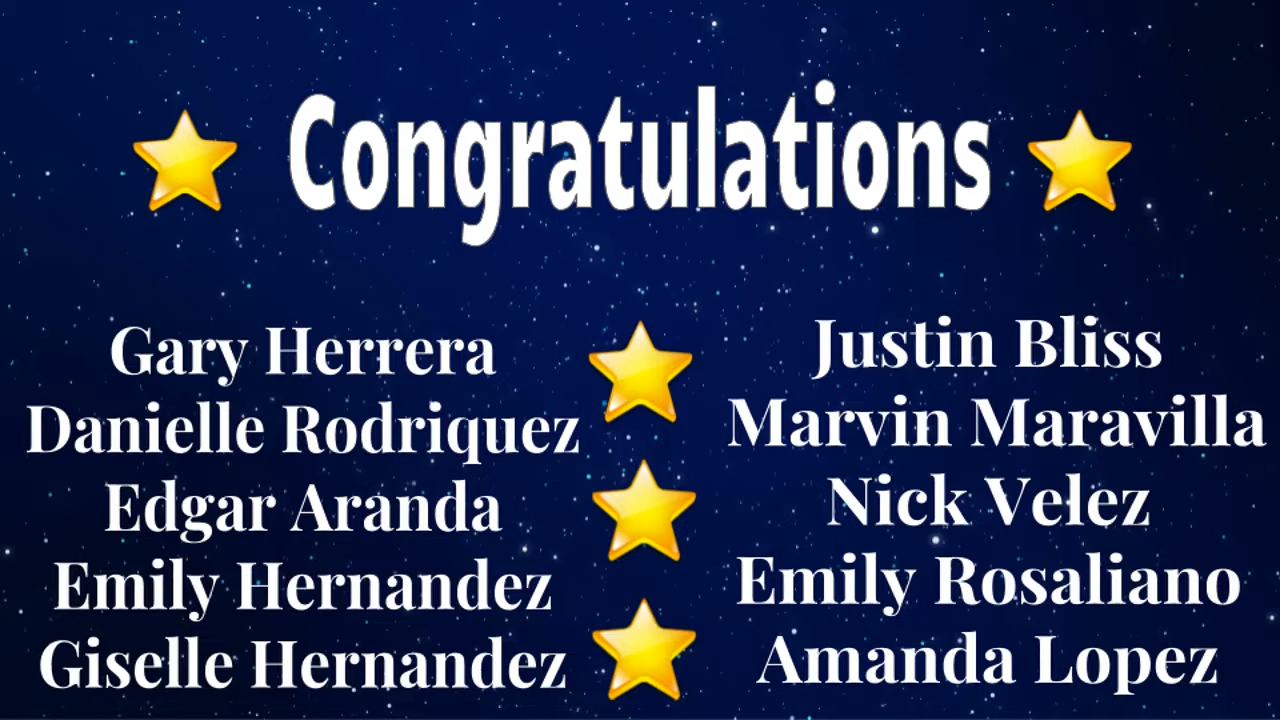 Congratulations
Gary Herrera
Danielle Rodriquez
Edgar Aranda
Emily Hernandez
Giselle Hernandez
Justin Bliss
Marvin Maravilla
Nick Velez
Emily Rosaliano
Amanda Lopez